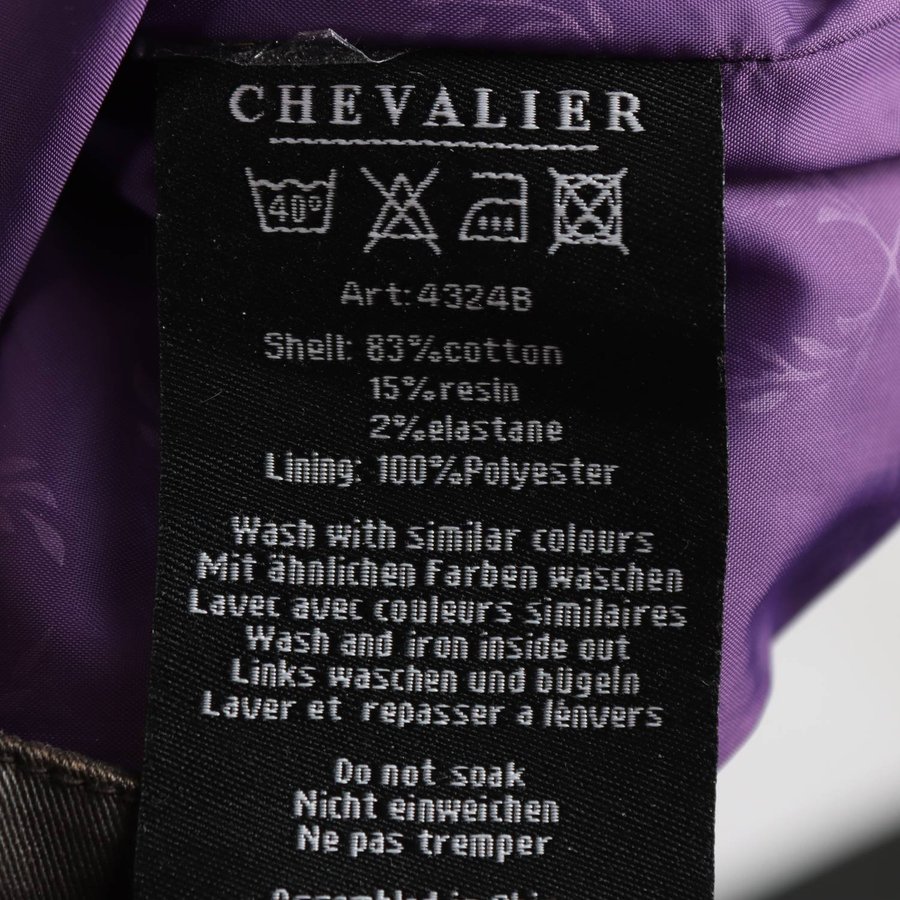 CHEVALIER
40°
Art:4324B
Shell: 83%cotton
15%resin
2%elastane
Lining: 100%Polyester
Wash with similar colours
Mit ähnlichen Farben waschen
Lavec avec couleurs similaires
Wash and iron inside out
Links waschen und bügeln
Laver et repasser a lénvers
Do not soak
Nicht einweichen
Ne pas tremper
Assembled in